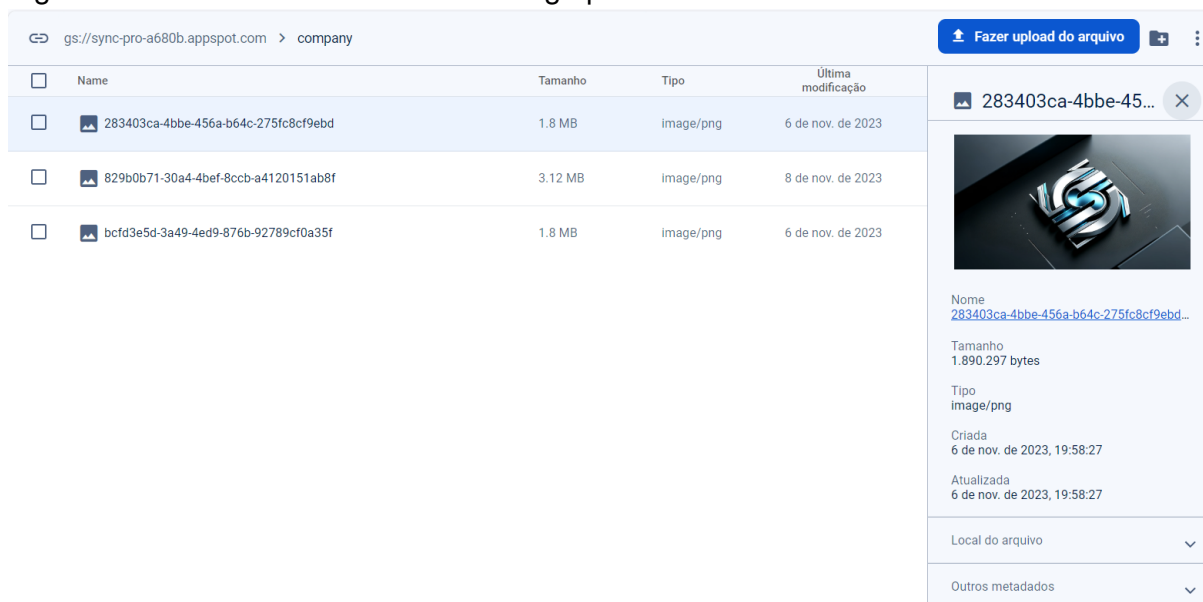 gs://sync-pro-a680b.appspot.com > company
Fazer upload do arquivo
Name Tamanho Tipo Última modificação
283403ca-4bbe-456a-b64c-275fc8cf9ebd 1.8 MB image/png 6 de nov. de 2023
829b0b71-30a4-4bef-8ccb-a4120151ab8f 3.12 MB image/png 8 de nov. de 2023
bcfd3e5d-3a49-4ed9-876b-92789cf0a35f 1.8 MB image/png 6 de nov. de 2023
283403ca-4bbe-45...
Nome
283403ca-4bbe-456a-b64c-275fc8cf9ebd...
Tamanho
1.890.297 bytes
Tipo
image/png
Criada
6 de nov. de 2023, 19:58:27
Atualizada
6 de nov. de 2023, 19:58:27
Local do arquivo
Outros metadados